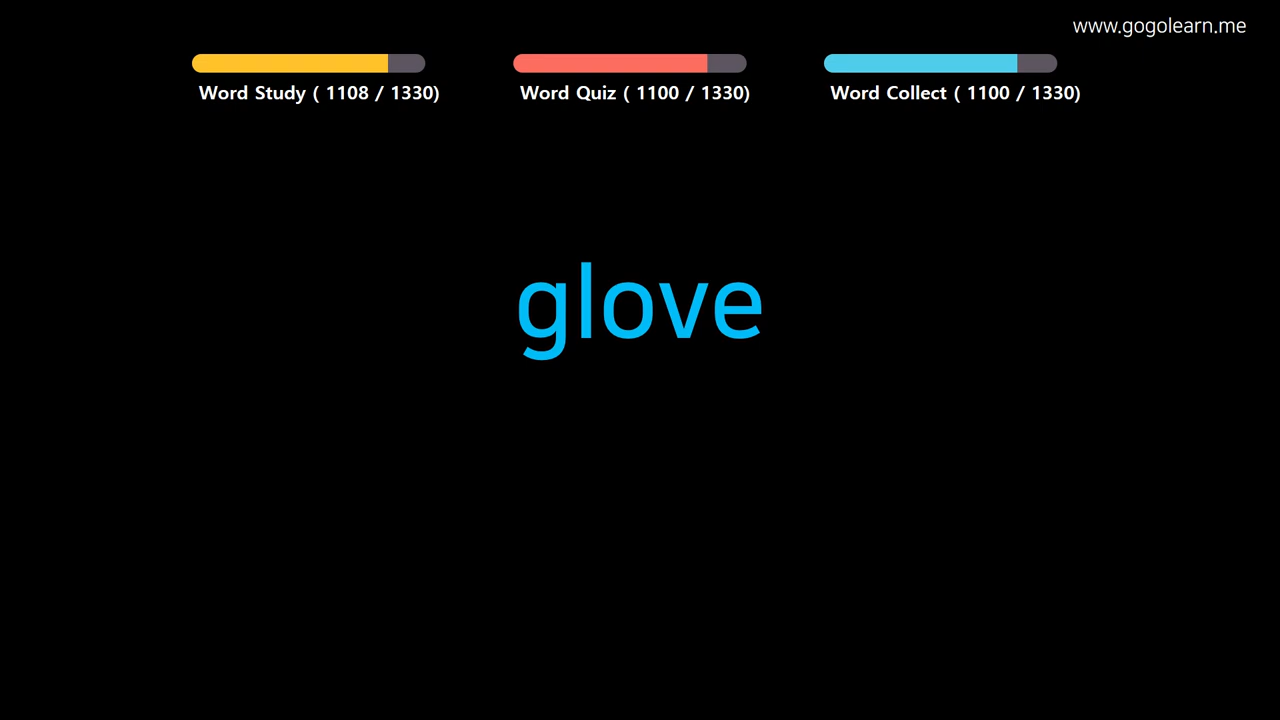 www.gogolearn.me
Word Study ( 1108 / 1330)
Word Quiz ( 1100 / 1330)
Word Collect ( 1100 / 1330)
glove